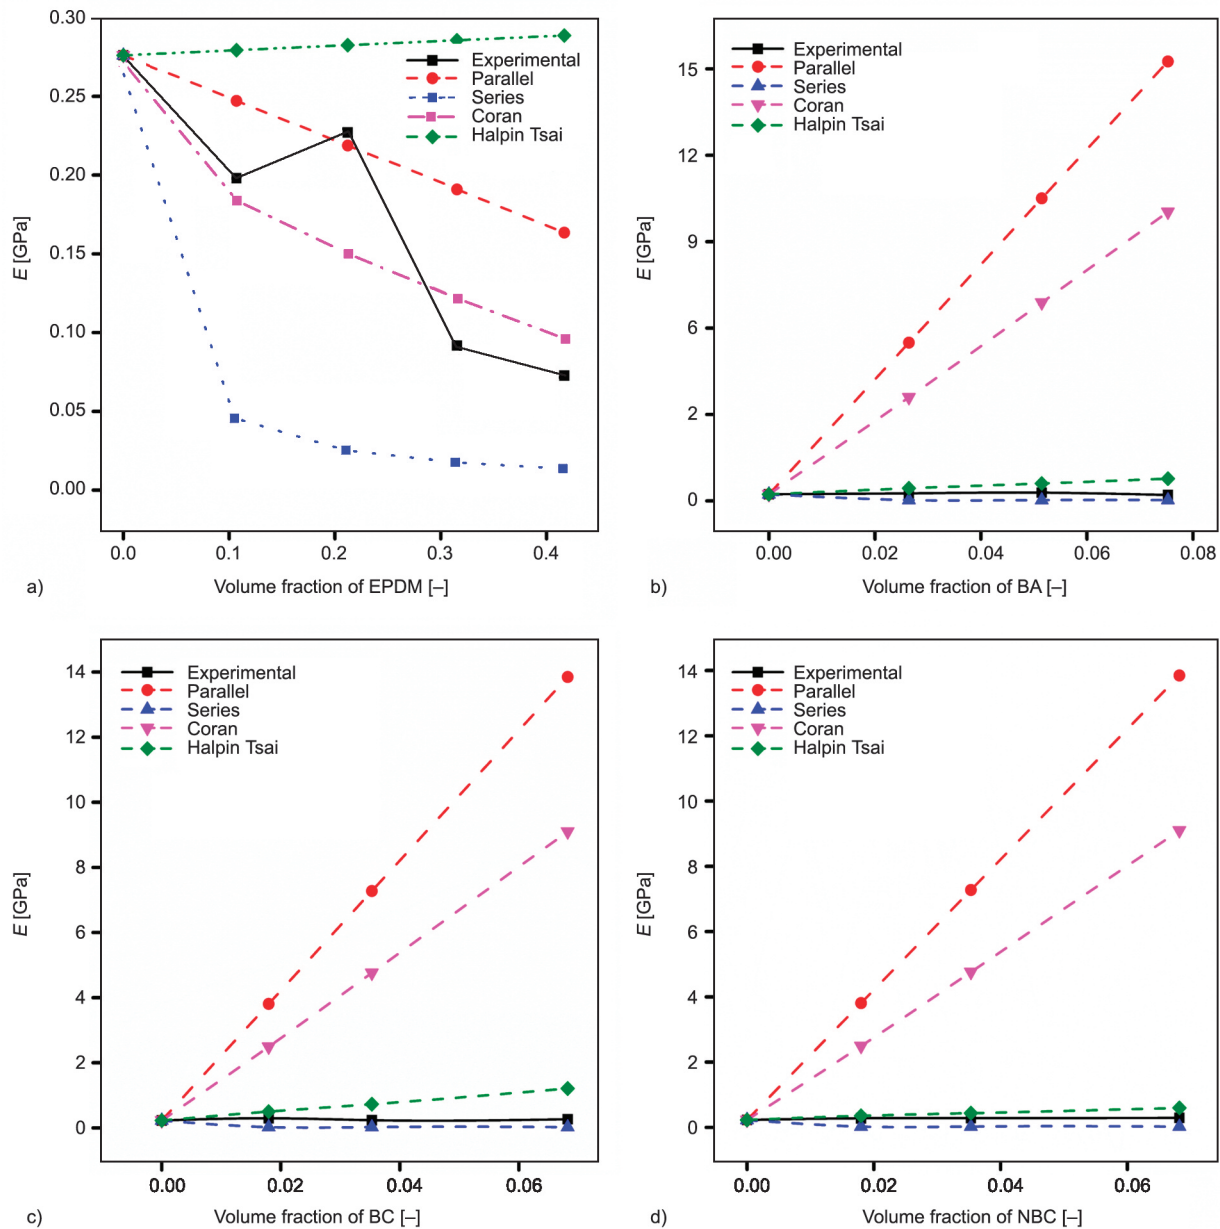 0.30
0.25
0.20
0.15
0.10
0.05
0.00
E [GPa]
Experimental
Parallel
Series
Coran
Halpin Tsai
0.0 0.1 0.2 0.3 0.4
Volume fraction of EPDM [–]
a)
15
12
9
6
2
0
E [GPa]
Experimental
Parallel
Series
Coran
Halpin Tsai
0.00 0.02 0.04 0.06 0.08
Volume fraction of BA [–]
b)
14
12
10
8
6
4
2
0
E [GPa]
Experimental
Parallel
Series
Coran
Halpin Tsai
0.00 0.02 0.04 0.06
Volume fraction of BC [–]
c)
14
12
10
8
6
4
2
0
E [GPa]
Experimental
Parallel
Series
Coran
Halpin Tsai
0.00 0.02 0.04 0.06
Volume fraction of NBC [–]
d)